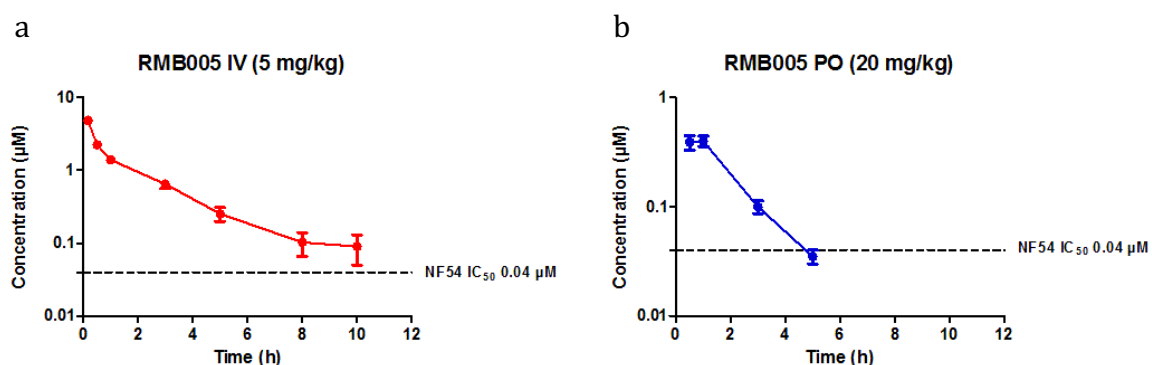 a
RMB005 IV (5 mg/kg)
Concentration (µM)
10
1
0.1
0.01
0 2 4 6 8 10 12
Time (h)
NF54 IC50 0.04 µM
b
RMB005 PO (20 mg/kg)
Concentration (µM)
1
0.1
0.01
0 2 4 6 8 10 12
Time (h)
NF54 IC50 0.04 µM